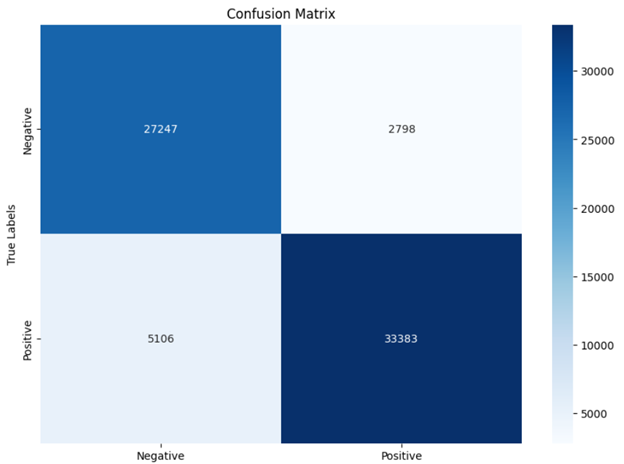 Confusion Matrix
True Labels
Negative
27247
2798
Positive
5106
33383
Negative
Positive
30000
25000
20000
15000
10000
5000